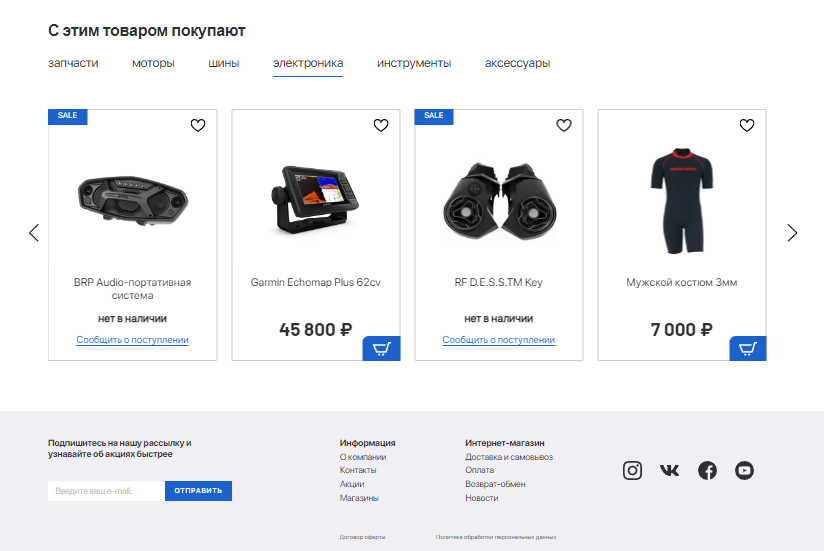 С этим товаром покупают
запчасти моторы шины электроника инструменты аксессуары
SALE
BRP Audio-портативная
система
нет в наличии
Сообщить о поступлении
Garmin Echomap Plus 62cv
45 800 ₽
SALE
RF D.E.S.S.TM Key
нет в наличии
Сообщить о поступлении
Мужской костюм 3мм
7 000 ₽
Подпишитесь на нашу рассылку и
узнавайте об акциях быстрее
Введите ваш e-mail:
ОТПРАВИТЬ
Информация
О компании
Контакты
Акции
Магазины
Интернет-магазин
Доставка и самовывоз
Оплата
Возврат-обмен
Новости
Договор оферты
Политика обработки персональных данных